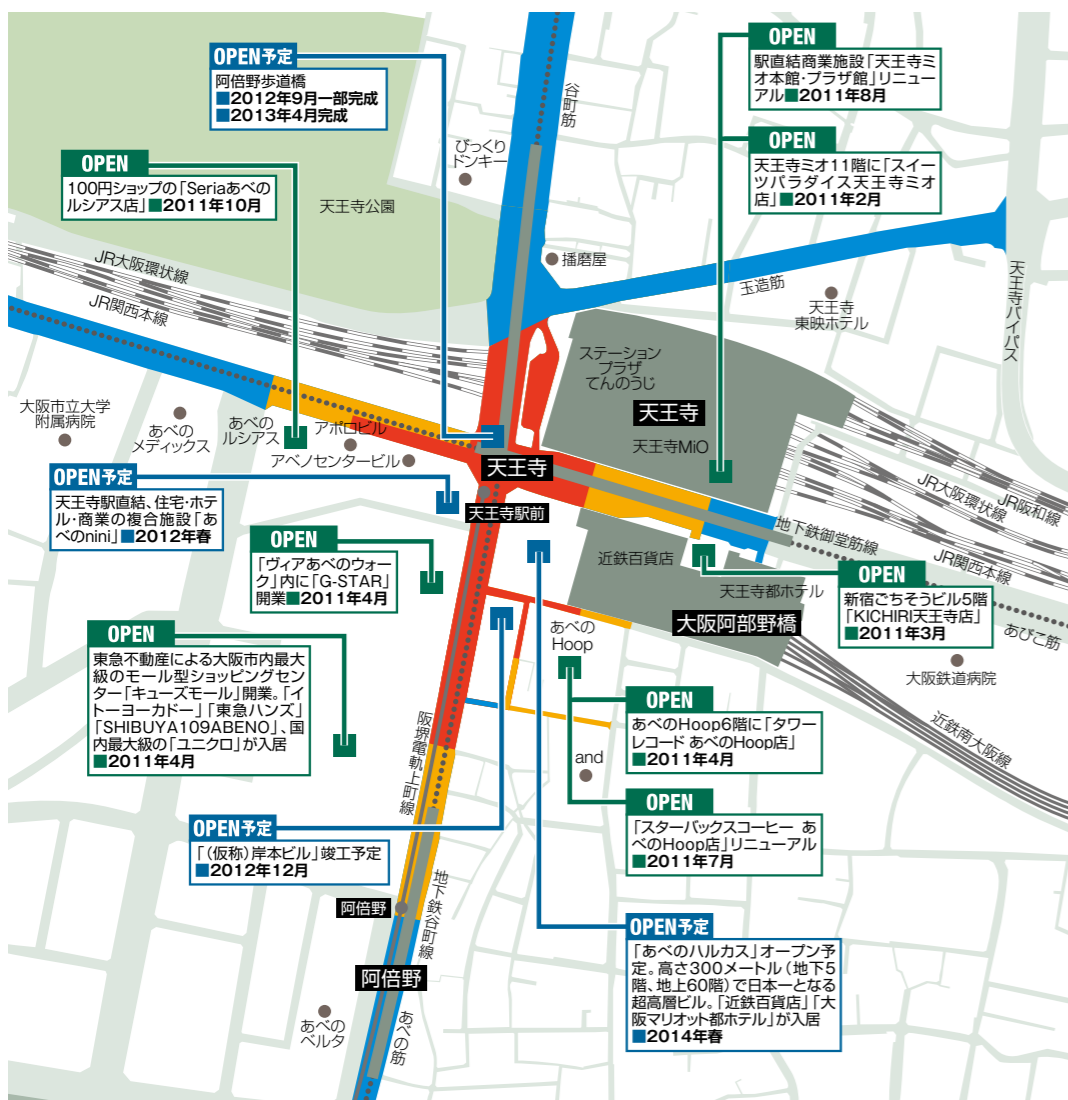 OPEN予定
阿倍野歩道橋
■2012年9月一部完成
■2013年4月完成
谷町筋
びっくり
ドンキー
OPEN
駅直結商業施設「天王寺ミ
オ本館・プラザ館」リニュー
アル■2011年8月
OPEN
天王寺ミオ11階に「スイー
ツパラダイス天王寺ミオ
店」■2011年2月
OPEN
100円ショップの「Seriaあべの
ルシアス店」■2011年10月
天王寺公園
JR大阪環状線
JR関西本線
播磨屋
玉造筋
天王寺
東映ホテル
天王寺バイパス
ステーション
プラザ
てんのうじ
天王寺
天王寺MiO
大阪市立大学
附属病院
あべの
メディックス
あべの
ルシアス
アポロビル
アベノセンタービル
天王寺
天王寺駅前
JR阪和線
JR大阪環状線
地下鉄御堂筋線
JR関西本線
あびこ筋
OPEN予定
天王寺駅直結、住宅・ホテ
ル・商業の複合施設「あ
べのnini」■2012年春
OPEN
「ヴィアあべのウォー
ク」内に「G-STAR」
開業■2011年4月
近鉄百貨店
天王寺都ホテル
大阪阿部野橋
OPEN
新宿ごちそうビル5階
「KICHIRI天王寺店」
■2011年3月
大阪鉄道病院
近鉄南大阪線
あべの
Hoop
OPEN
東急不動産による大阪市内最大
級のモール型ショッピングセン
ター「キューズモール」開業。「イ
トーヨーカドー」「東急ハンズ」
「SHIBUYA109ABENO」、国
内最大級の「ユニクロ」が入居
■2011年4月
阪堺電軌上町線
OPEN
あべのHoop6階に「タワー
レコード あべのHoop店」
■2011年4月
and
OPEN
「スターバックスコーヒー あ
べのHoop店」リニューアル
■2011年7月
OPEN予定
「(仮称)岸本ビル」竣工予定
■2012年12月
地下鉄谷町線
阿倍野
阿倍野
あべの
ベルタ
あべの筋
OPEN予定
「あべのハルカス」オープン予
定。高さ300メートル(地下5
階、地上60階)で日本一となる
超高層ビル。「近鉄百貨店」「大
阪マリオット都ホテル」が入居
■2014年春